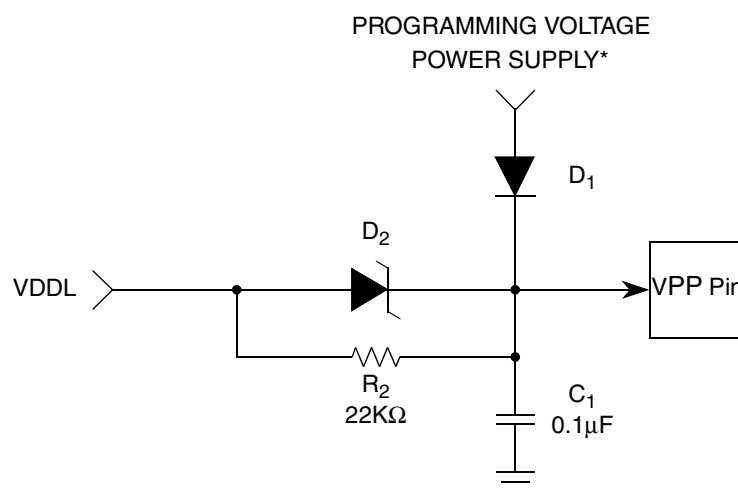 PROGRAMMING VOLTAGE
POWER SUPPLY*
D1
D2
VDDL
VPP Pin
R2
22KΩ
C1
0.1μF